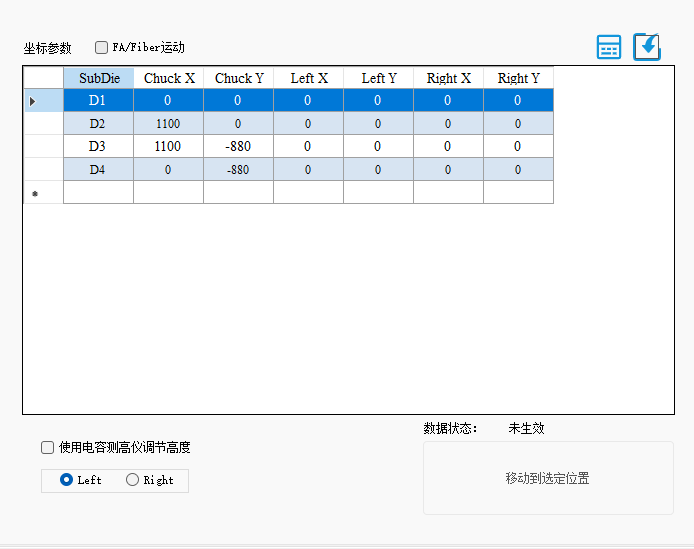 坐标参数 FA/Fiber运动
SubDie Chuck X Chuck Y Left X Left Y Right X Right Y
D1 0 0 0 0 0 0
D2 1100 0 0 0 0 0
D3 1100 -880 0 0 0 0
D4 0 -880 0 0 0 0
数据状态: 未生效
使用电容测高仪调节高度
Left Right
移动到选定位置